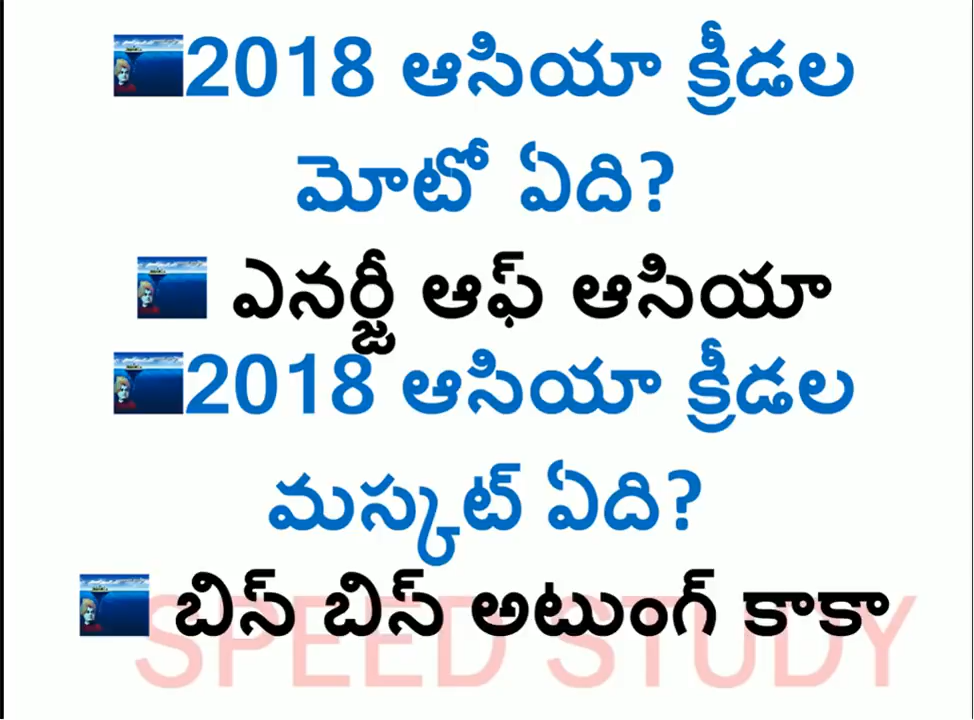 2018 ఆసియా క్రీడల
మోటో ఏది?
ఎనర్జీ ఆఫ్ ఆసియా
2018 ఆసియా క్రీడల
మస్కట్ ఏది?
బిస్ బిస్ అటుంగ్ కాకా
SPEED STUDY